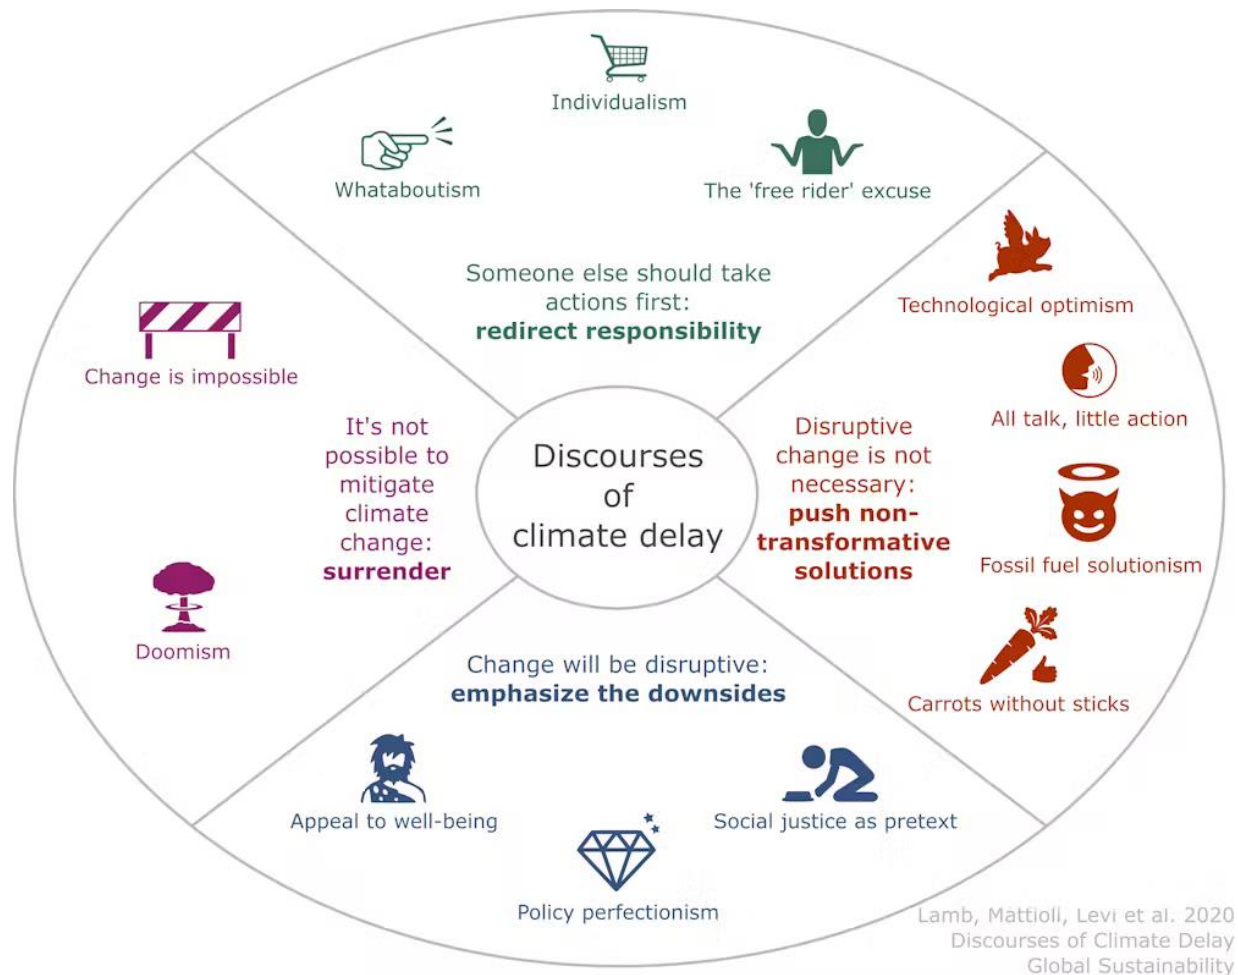 Individualism
Whataboutism
The 'free rider' excuse
Someone else should take
actions first:
redirect responsibility
Technological optimism
All talk, little action
Disruptive
change is not
necessary:
push non-
transformative
solutions
Fossil fuel solutionism
Carrots without sticks
Change is impossible
It's not
possible to
mitigate
climate
change:
surrender
Doomism
Discourses
of
climate delay
Change will be disruptive:
emphasize the downsides
Appeal to well-being
Social justice as pretext
Policy perfectionism
Lamb, Mattioli, Levi et al. 2020
Discourses of Climate Delay
Global Sustainability